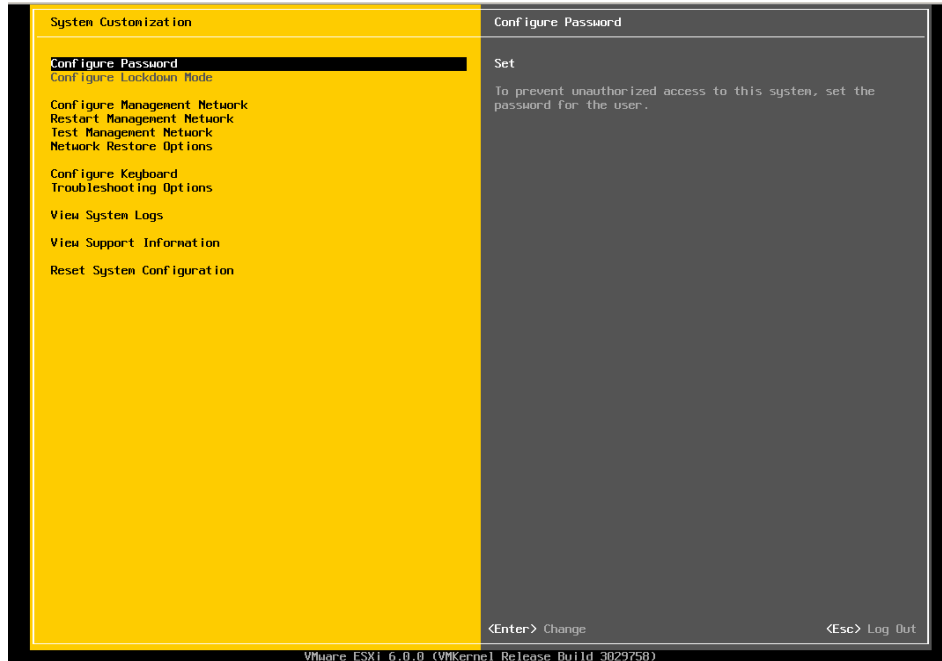 System Customization
Configure Password
Configure Lockdown Mode
Configure Management Network
Restart Management Network
Test Management Network
Network Restore Options
Configure Keyboard
Troubleshooting Options
View System Logs
View Support Information
Reset System Configuration
Configure Password
Set
To prevent unauthorized access to this system, set the
password for the user.
<Enter> Change
<Esc> Log Out
VMware ESXi 6.0.0 (VMKernel Release Build 3029758)